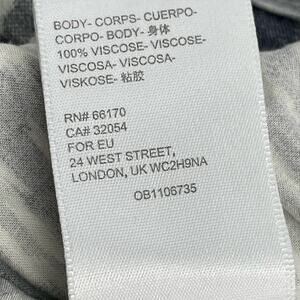 BODY- CORPS- CUERPO-
CORPO- BODY- 身体
100% VISCOSE- VISCOSE-
VISCOSA- VISCOSA-
VISKOSE- 粘胶
RN# 66170
CA# 32054
FOR EU
24 WEST STREET,
LONDON, UK WC2H9NA
OB1106735